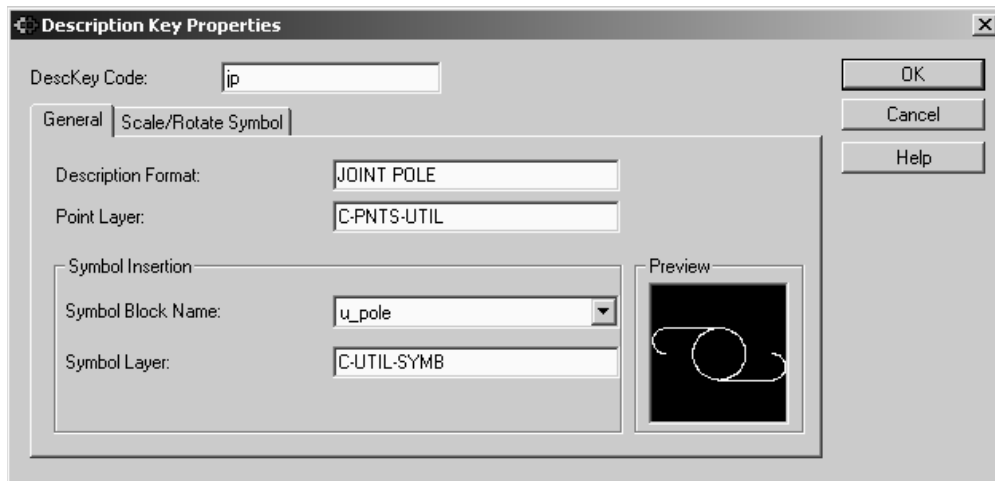 Description Key Properties
DescKey Code: jp
OK
General Scale/Rotate Symbol
Cancel
Help
Description Format: JOINT POLE
Point Layer: C-PNTS-UTIL
Symbol Insertion
Preview
Symbol Block Name: u_pole
Symbol Layer: C-UTIL-SYMB